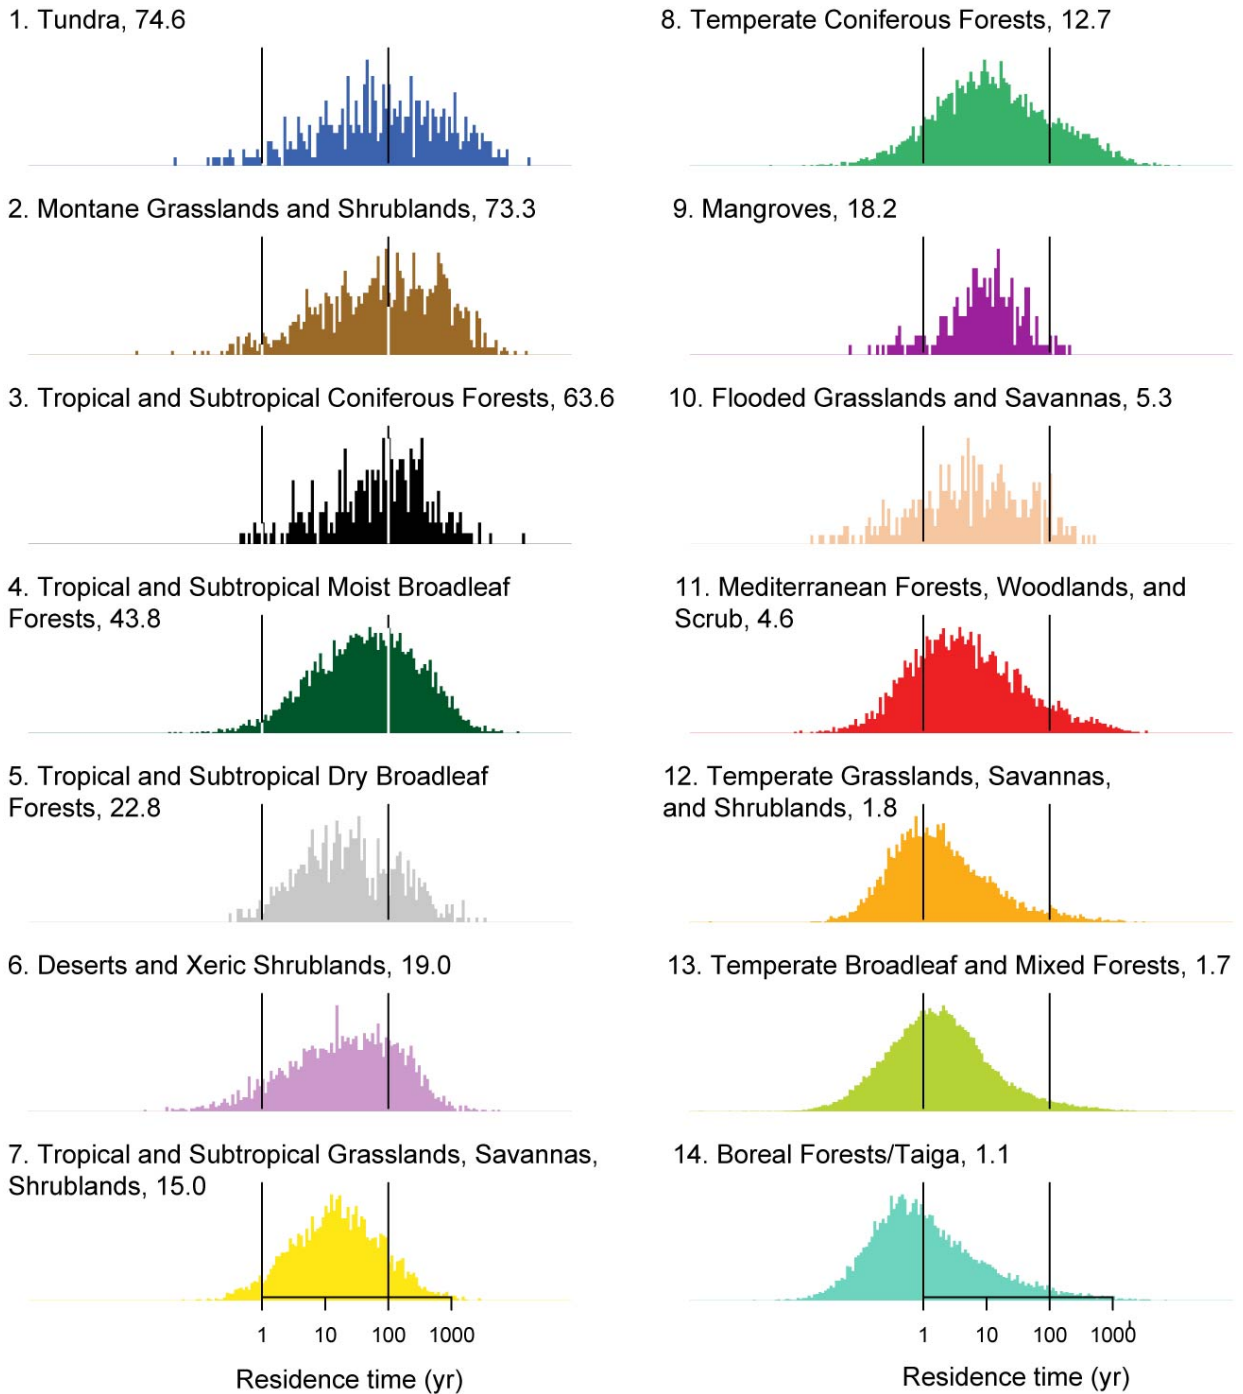 1. Tundra, 74.6
2. Montane Grasslands and Shrublands, 73.3
3. Tropical and Subtropical Coniferous Forests, 63.6
4. Tropical and Subtropical Moist Broadleaf
Forests, 43.8
5. Tropical and Subtropical Dry Broadleaf
Forests, 22.8
6. Deserts and Xeric Shrublands, 19.0
7. Tropical and Subtropical Grasslands, Savannas,
Shrublands, 15.0
1 10 100 1000
Residence time (yr)
8. Temperate Coniferous Forests, 12.7
9. Mangroves, 18.2
10. Flooded Grasslands and Savannas, 5.3
11. Mediterranean Forests, Woodlands, and
Scrub, 4.6
12. Temperate Grasslands, Savannas,
and Shrublands, 1.8
13. Temperate Broadleaf and Mixed Forests, 1.7
14. Boreal Forests/Taiga, 1.1
1 10 100 1000
Residence time (yr)